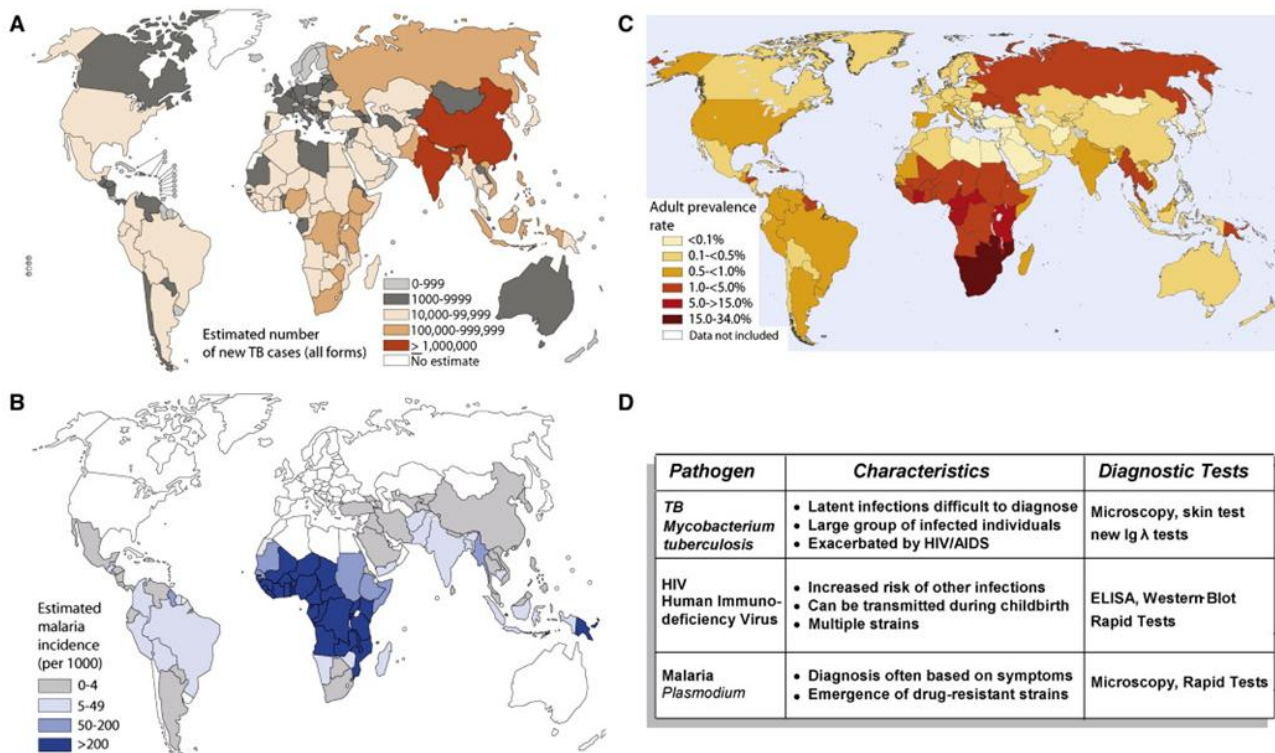 A
0-999
1000-9999
10,000-99,999
100,000-999,999
≥ 1,000,000
No estimate
Estimated number
of new TB cases (all forms)
B
Estimated
malaria
incidence
(per 1000)
0-4
5-49
50-200
>200
C
Adult prevalence
rate
<0.1%
0.1-<0.5%
0.5-<1.0%
1.0-<5.0%
5.0->15.0%
15.0-34.0%
Data not included
D
Pathogen Characteristics Diagnostic Tests
TB
Mycobacterium
tuberculosis
• Latent infections difficult to diagnose
• Large group of infected individuals
• Exacerbated by HIV/AIDS
Microscopy, skin test
new Ig λ tests
HIV
Human Immuno-
deficiency Virus
• Increased risk of other infections
• Can be transmitted during childbirth
• Multiple strains
ELISA, Western-Blot
Rapid Tests
Malaria
Plasmodium
• Diagnosis often based on symptoms
• Emergence of drug-resistant strains
Microscopy, Rapid Tests